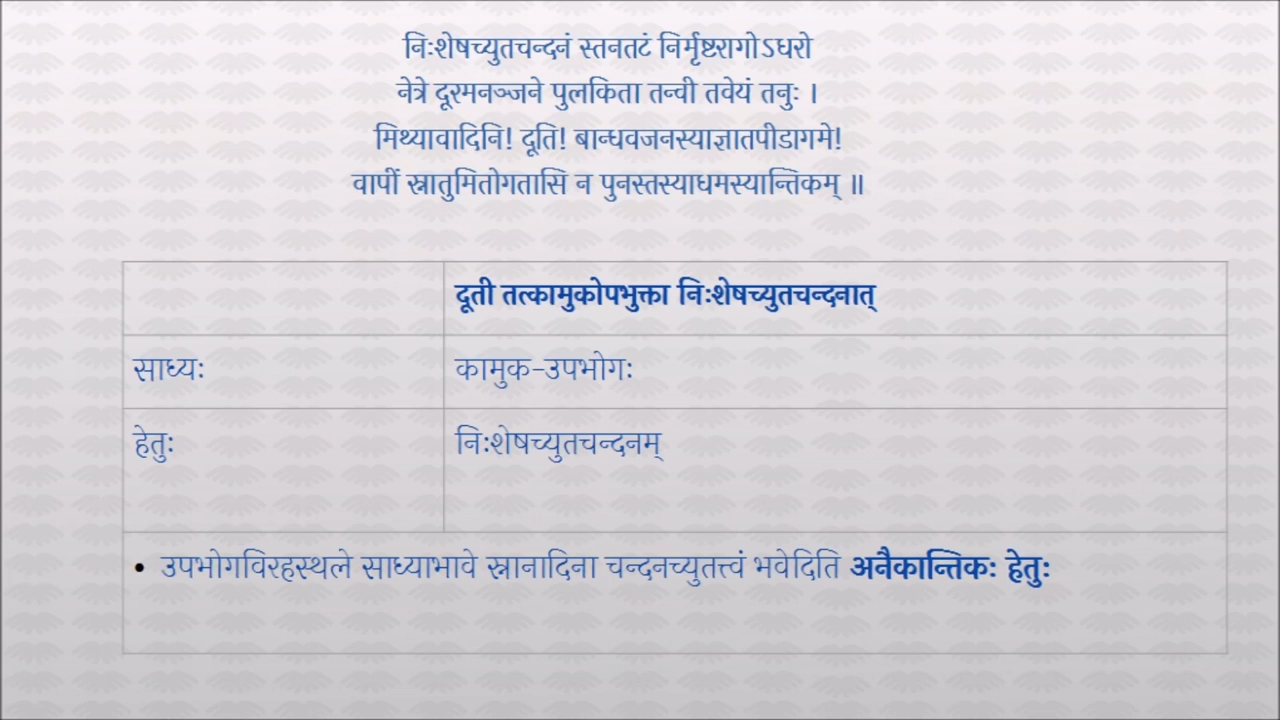 निःशेषच्युतचन्दनं स्तनतटं निर्मृष्टरागोऽधरो
नेत्रे दूरमनञ्जने पुलकिता तन्वी तवेयं तनुः ।
मिथ्यावादिनि! दूति! बान्धवजनस्याज्ञातपीडागमे!
वापीं स्नातुमितोगतासि न पुनस्तस्याधमस्यान्तिकम् ॥
दूती तत्कामुकोपभुक्ता निःशेषच्युतचन्दनात्
साध्यः कामुक-उपभोगः
हेतुः निःशेषच्युतचन्दनम्
• उपभोगविरहस्थले साध्याभावे स्नानादिना चन्दनच्युतत्त्वं भवेदिति अनैकान्तिकः हेतुः